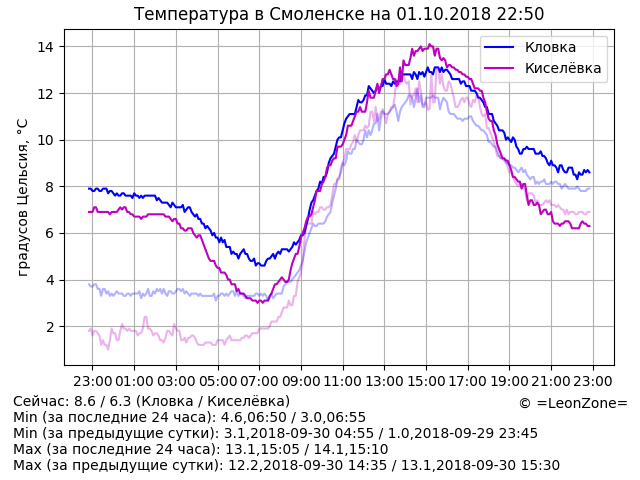 Температура в Смоленске на 01.10.2018 22:50
градусов Цельсия, °C
14
12
10
8
6
4
2
Кловка
Киселёвка
23:00 01:00 03:00 05:00 07:00 09:00 11:00 13:00 15:00 17:00 19:00 21:00 23:00
Сейчас: 8.6 / 6.3 (Кловка / Киселёвка)
© =LeonZone=
Min (за последние 24 часа): 4.6,06:50 / 3.0,06:55
Min (за предыдущие сутки): 3.1,2018-09-30 04:55 / 1.0,2018-09-29 23:45
Max (за последние 24 часа): 13.1,15:05 / 14.1,15:10
Max (за предыдущие сутки): 12.2,2018-09-30 14:35 / 13.1,2018-09-30 15:30